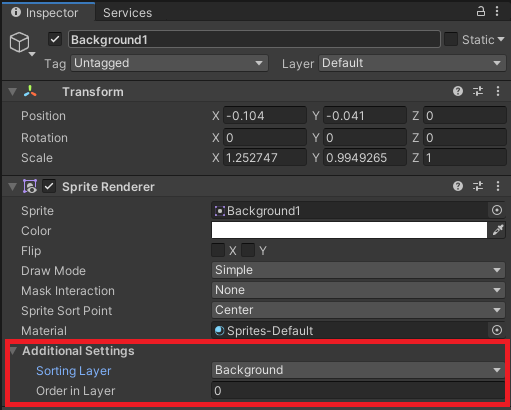 Inspector Services
Background1 Static
Tag Untagged Layer Default
Transform
Position X -0.104 Y -0.041 Z 0
Rotation X 0 Y 0 Z 0
Scale X 1.252747 Y 0.9949265 Z 1
Sprite Renderer
Sprite Background1
Color
Flip X Y
Draw Mode Simple
Mask Interaction None
Sprite Sort Point Center
Material Sprites-Default
Additional Settings
Sorting Layer Background
Order in Layer 0